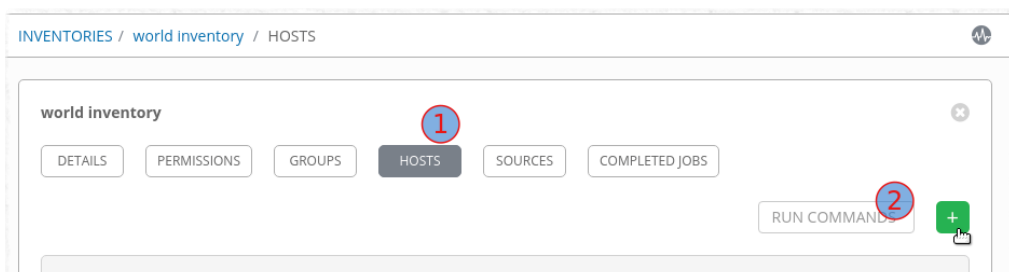 INVENTORIES / world inventory / HOSTS
world inventory
1
DETAILS PERMISSIONS GROUPS HOSTS SOURCES COMPLETED JOBS
2
RUN COMMANDS +